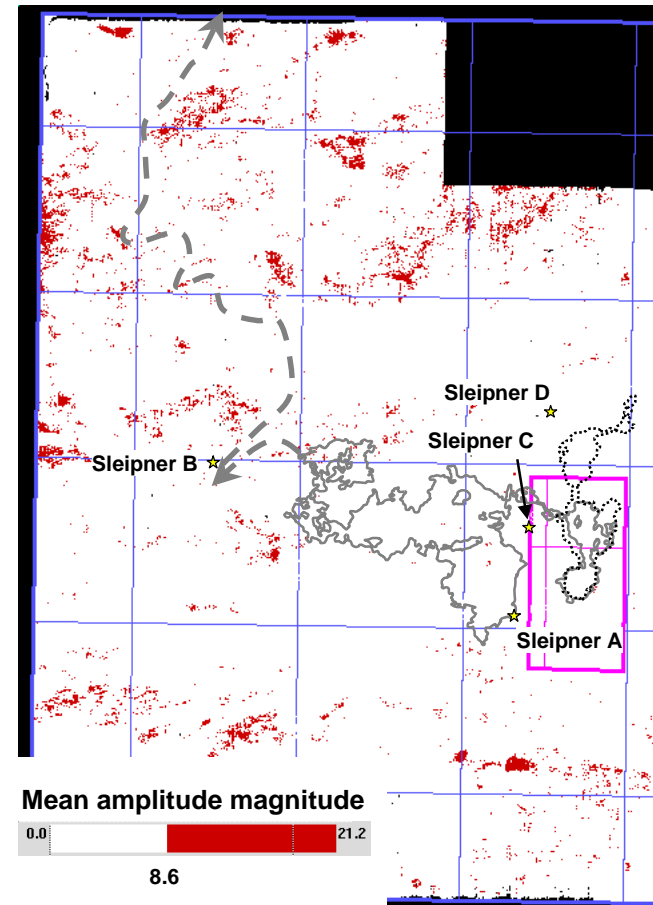 Sleipner D
Sleipner C
Sleipner B
Sleipner A
Mean amplitude magnitude
0.0 21.2
8.6